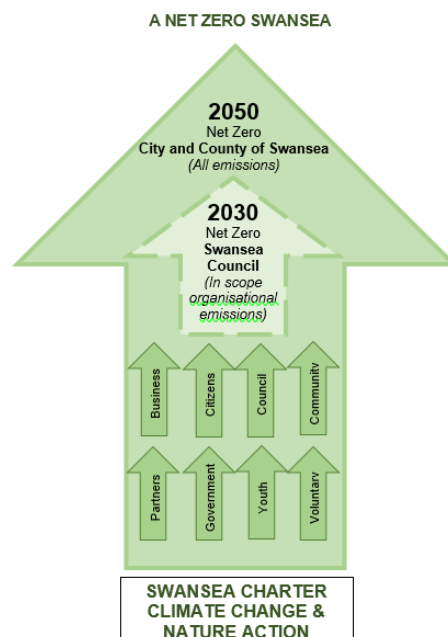 A NET ZERO SWANSEA
2050
Net Zero
City and County of Swansea
(All emissions)
2030
Net Zero
Swansea
Council
(In scope
organisational
emissions)
Business
Citizens
Council
Community
Partners
Government
Youth
Voluntary
SWANSEA CHARTER
CLIMATE CHANGE &
NATURE ACTION